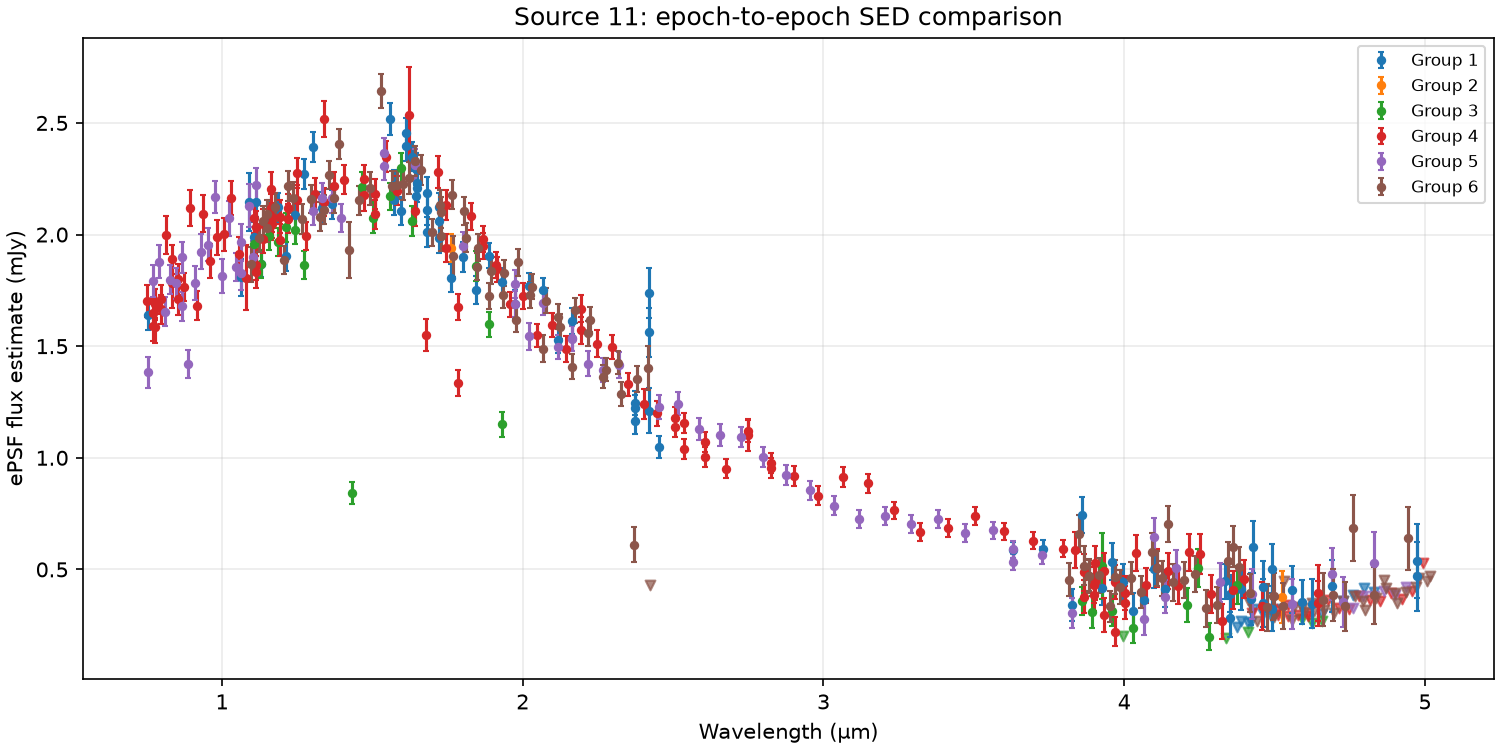 Source 11: epoch-to-epoch SED comparison
ePSF flux estimate (mJy)
2.5
2.0
1.5
1.0
0.5
Group 1
Group 2
Group 3
Group 4
Group 5
Group 6
1
2
3
4
5
Wavelength (μm)